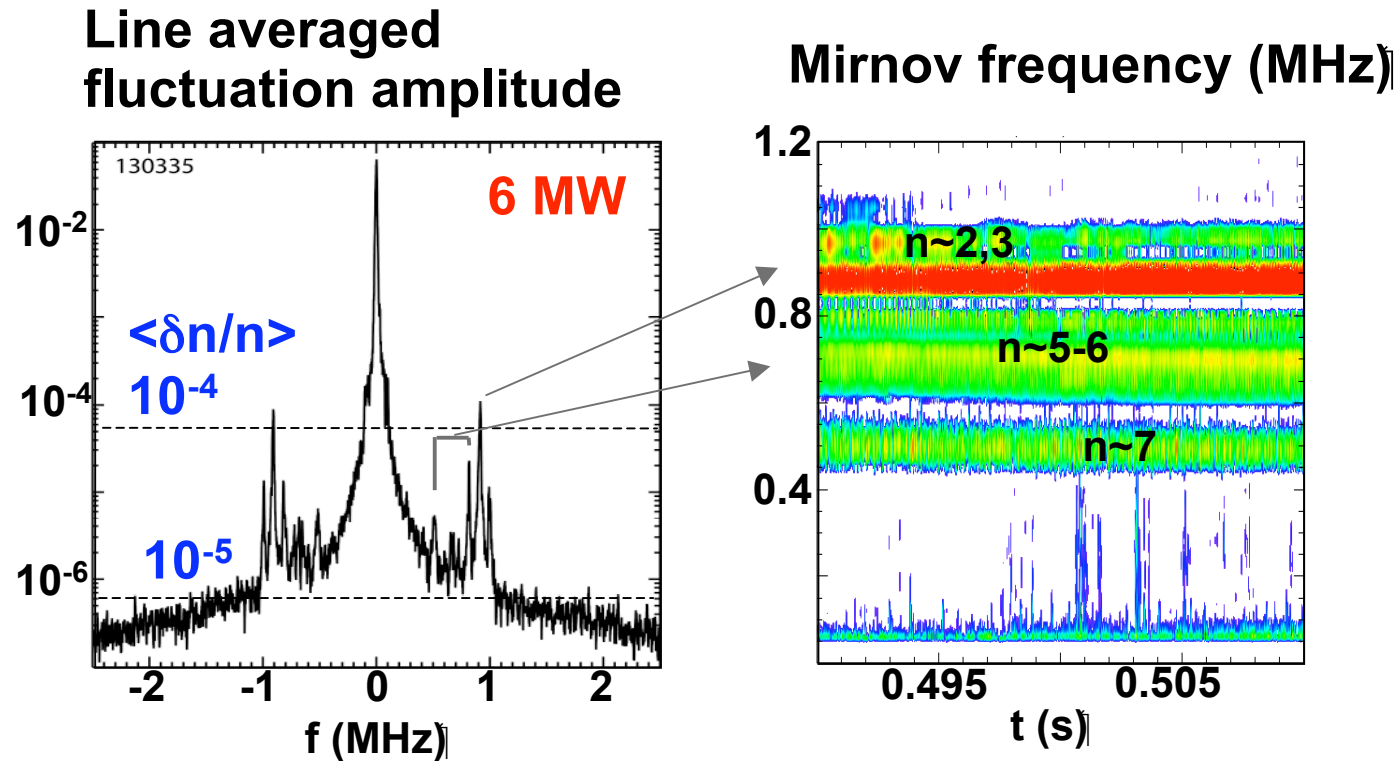 Line averaged
fluctuation amplitude
130335
6 MW
10-2
<δn/n>
10-4
10-4
10-5
10-6
-2 -1 0 1 2
f (MHz)
Mirnov frequency (MHz)
1.2
n~2,3
0.8
n~5-6
n~7
0.4
0.495 0.505
t (s)